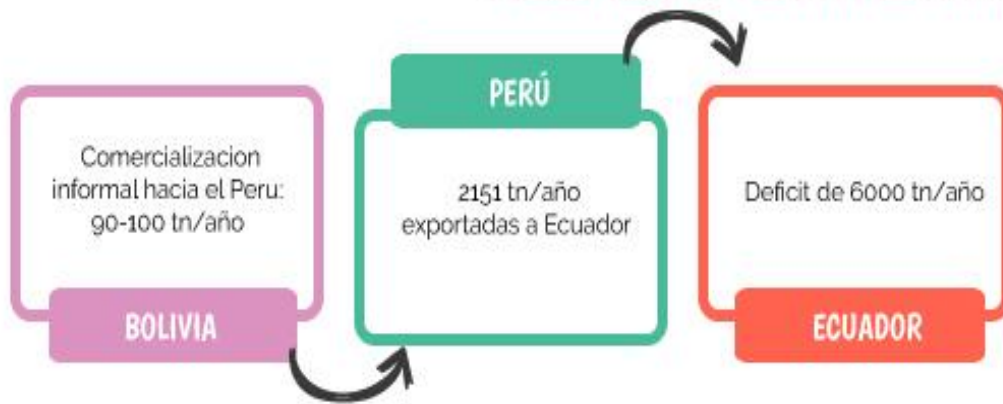 Comercializacion
informal hacia el Peru:
90-100 tn/año
BOLIVIA
PERÚ
2151 tn/año
exportadas a Ecuador
Deficit de 6000 tn/año
ECUADOR